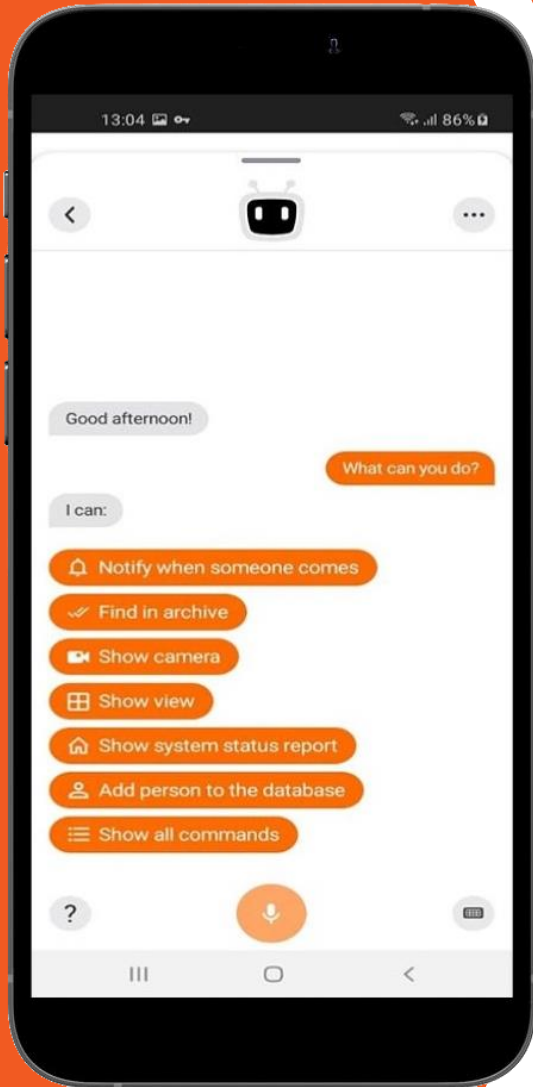 13:04 86%
Good afternoon!
What can you do?
I can:
Notify when someone comes
Find in archive
Show camera
Show view
Show system status report
Add person to the database
Show all commands
?